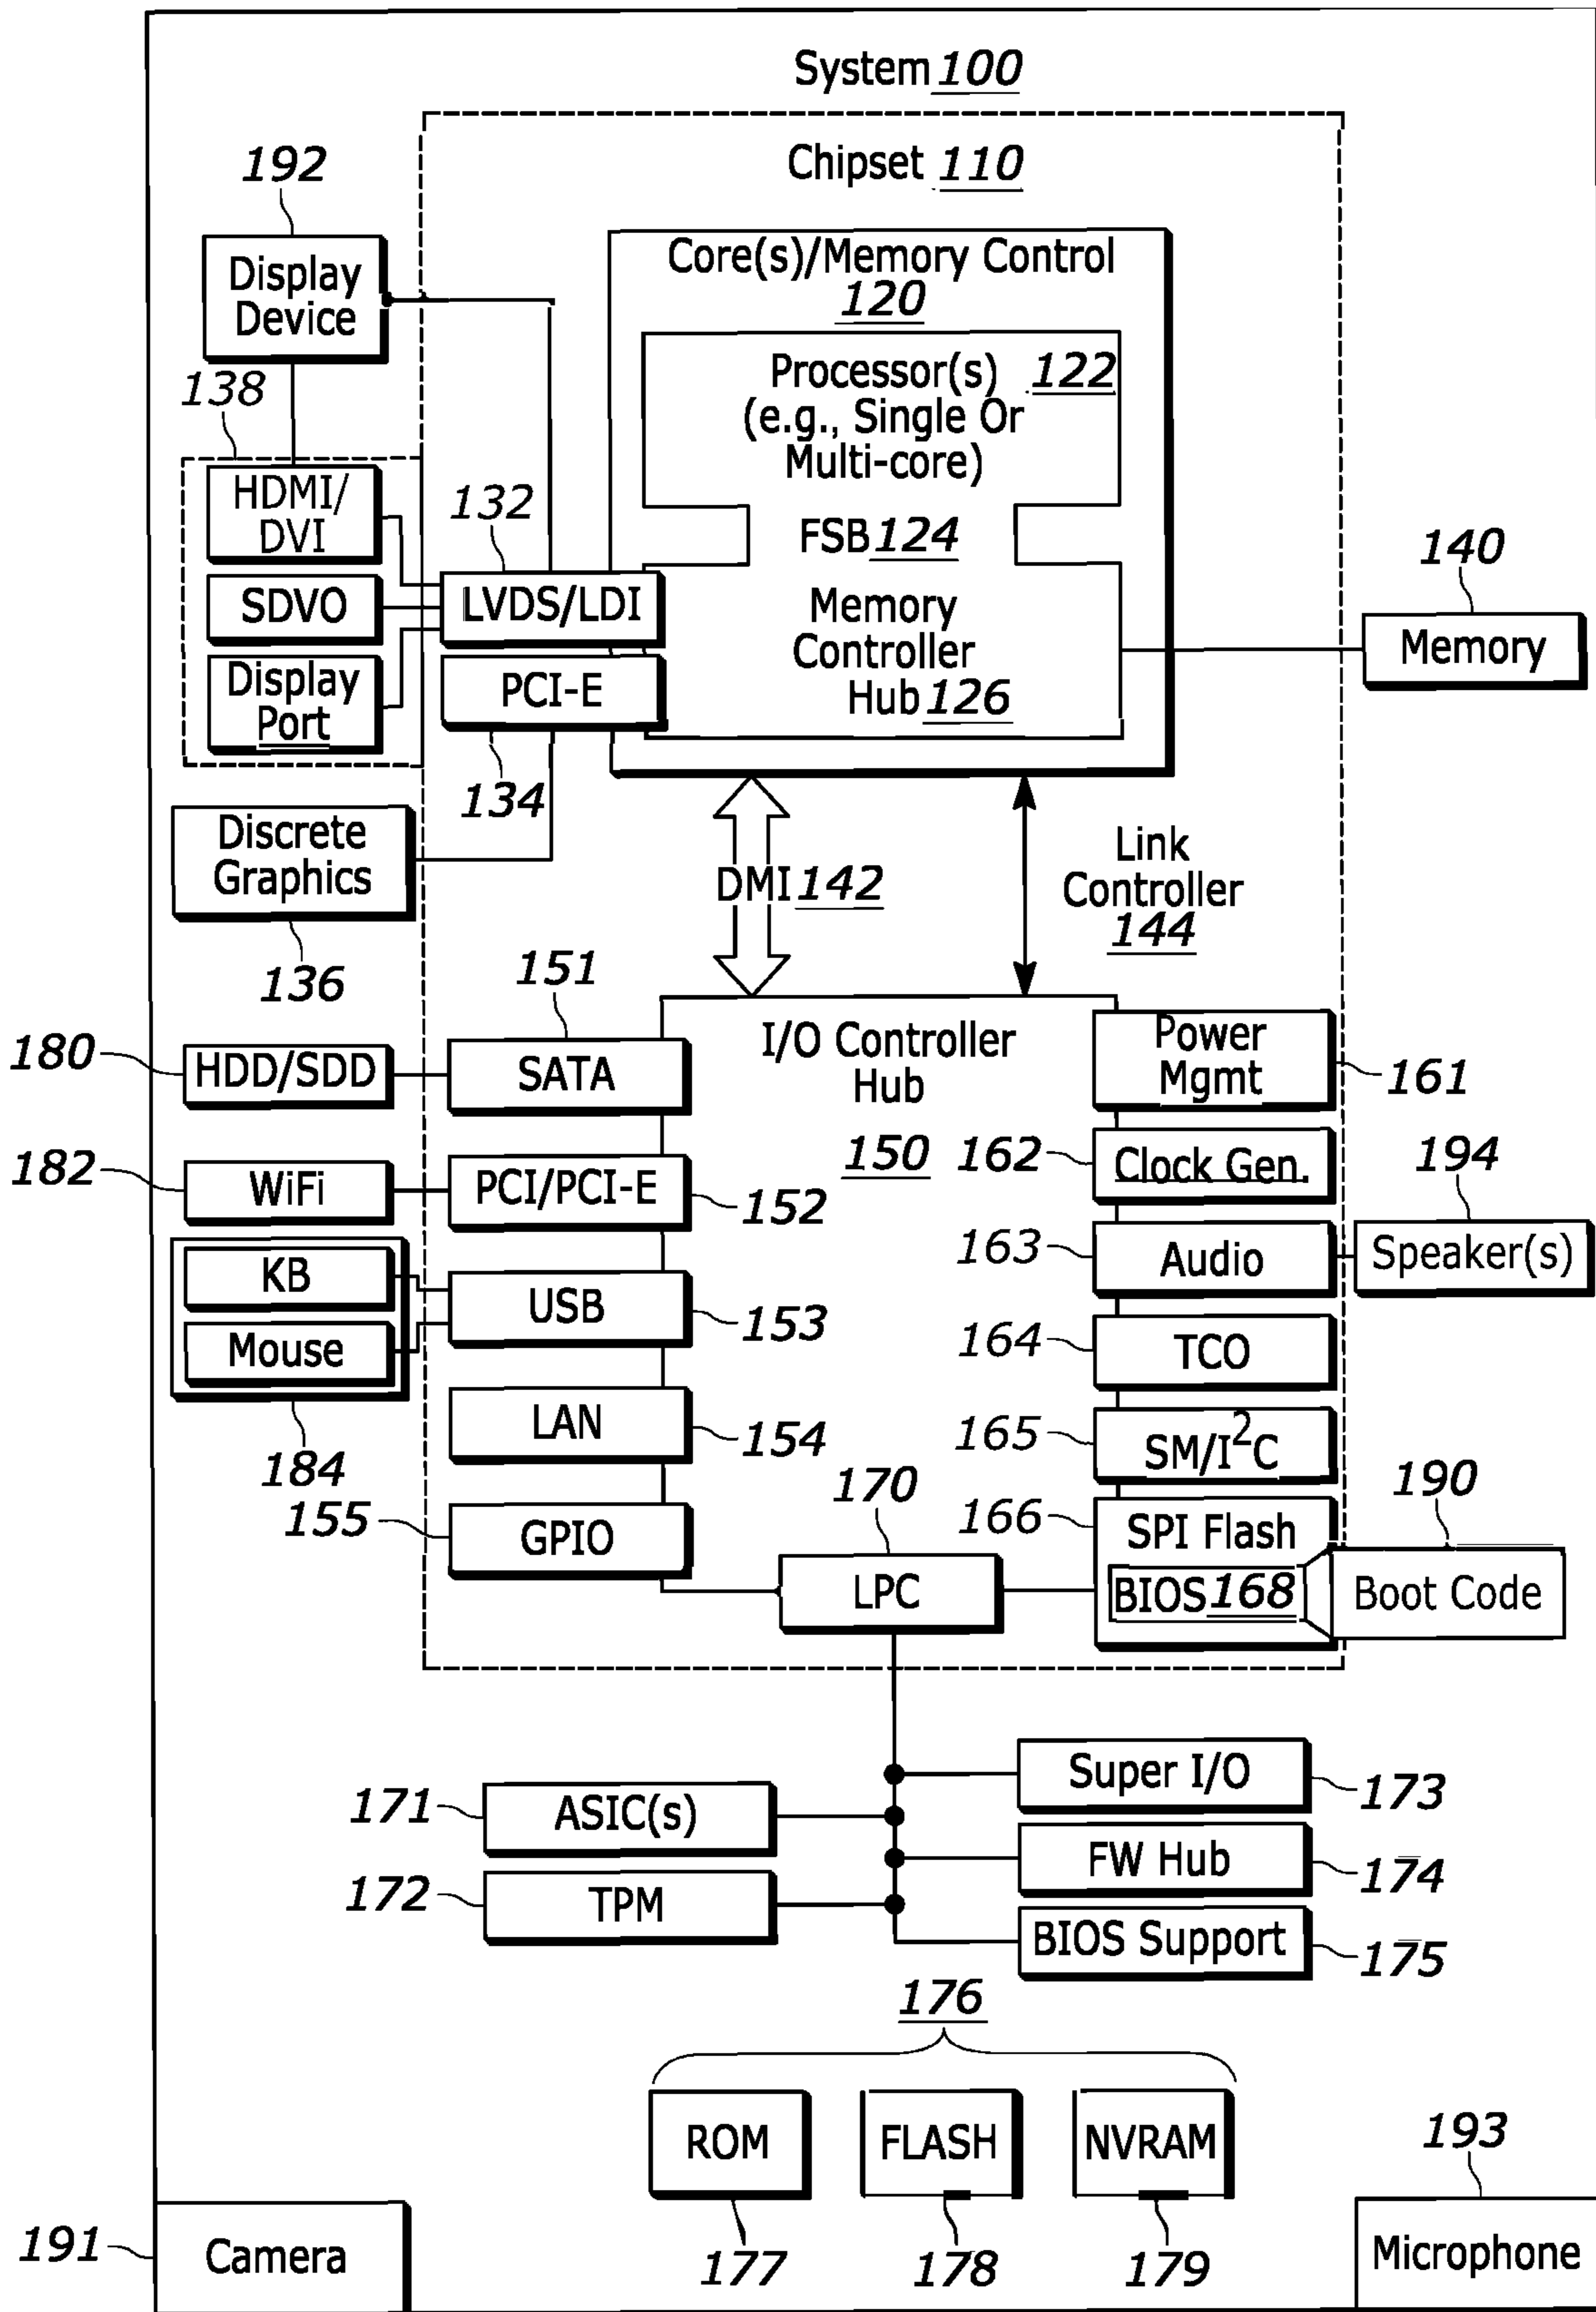 System 100
Chipset 110
192
Display
Device
Core(s)/Memory Control
120
Processor(s) 122
(e.g., Single Or
Multi-core)
138
HDMI/
DVI
SDVO
Display
Port
132
LVDS/LDI
PCI-E
134
FSB 124
Memory
Controller
Hub 126
140
Memory
Discrete
Graphics
136
DMI 142
Link
Controller
144
151
180
HDD/SDD
SATA
I/O Controller
Hub
150
Power
Mgmt
161
182
WiFi
PCI/PCI-E
152
162
Clock Gen.
194
KB
Mouse
184
USB
153
163
Audio
Speaker(s)
164
TCO
LAN
154
165
SM/I²C
155
GPIO
170
LPC
166
SPI Flash
BIOS 168
190
Boot Code
171
ASIC(s)
172
TPM
Super I/O
173
FW Hub
174
BIOS Support
175
176
ROM
FLASH
NVRAM
177
178
179
191
Camera
193
Microphone